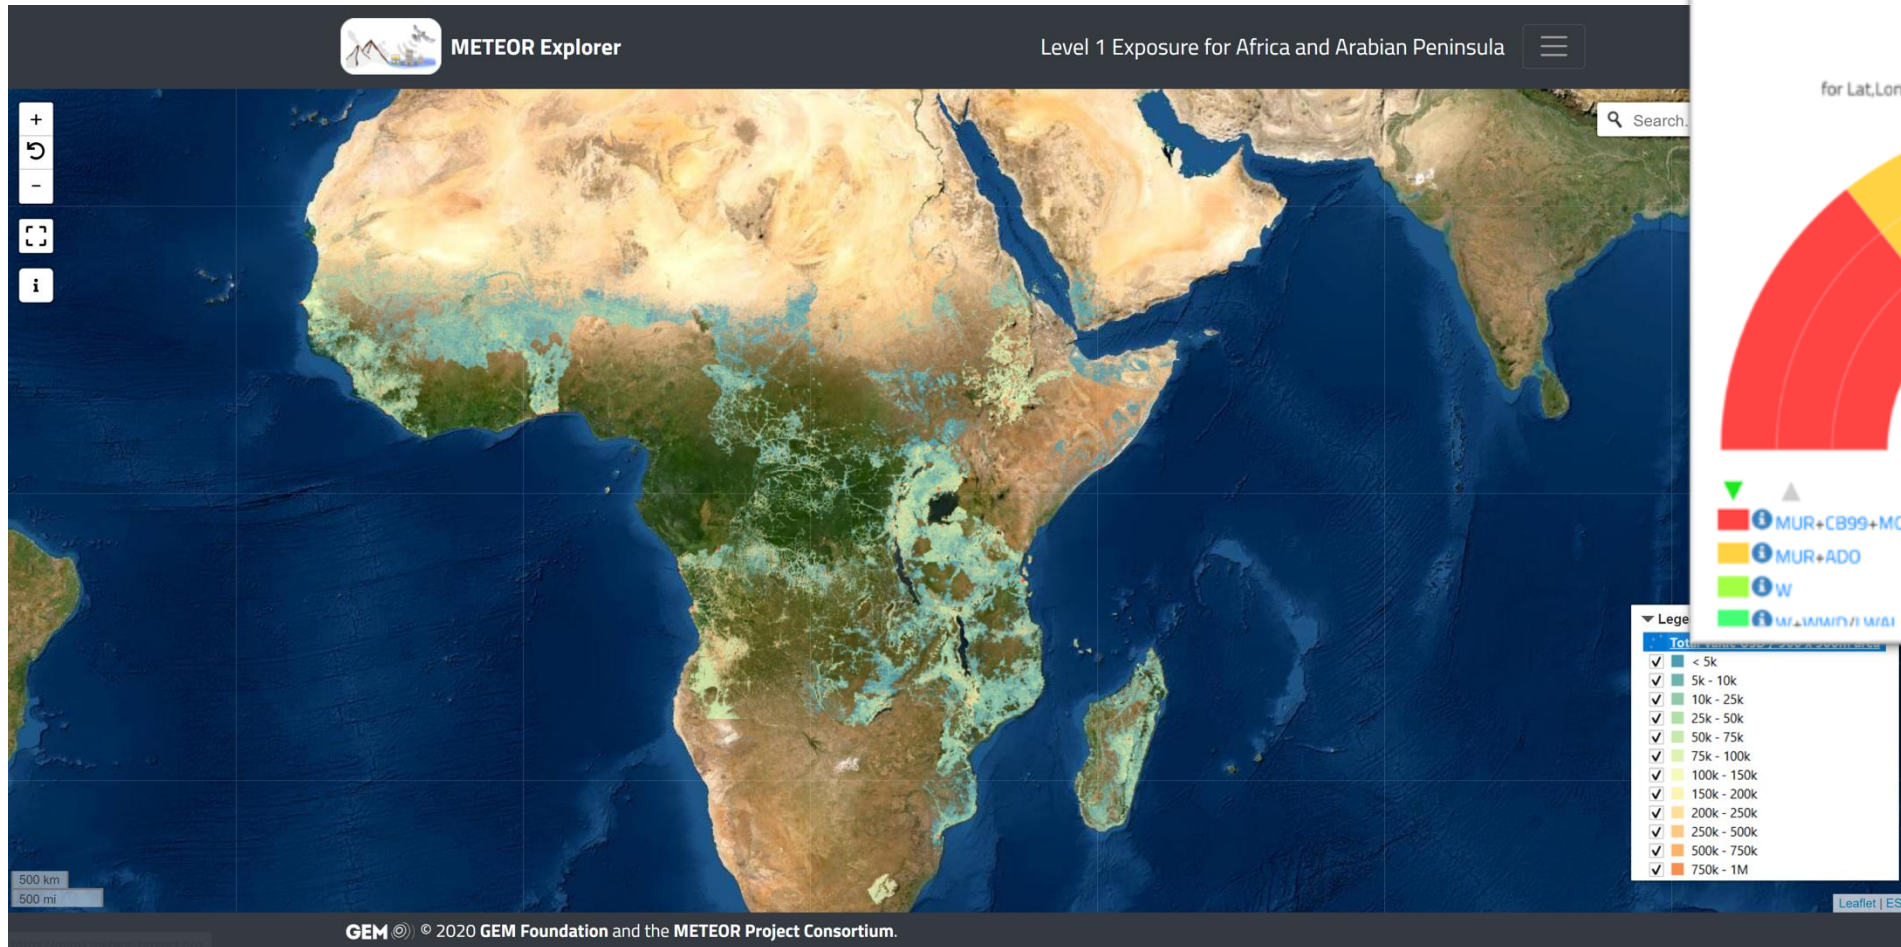 METEOR Explorer
Level 1 Exposure for Africa and Arabian Peninsula
for Lat,Lon
+
−
i
Search.
MUR+CB99+MO
MUR+ADO
W
Lege
< 5k
5k - 10k
10k - 25k
25k - 50k
50k - 75k
75k - 100k
100k - 150k
150k - 200k
200k - 250k
250k - 500k
500k - 750k
750k - 1M
500 km
500 mi
Leaflet | ES
GEM © 2020 GEM Foundation and the METEOR Project Consortium.